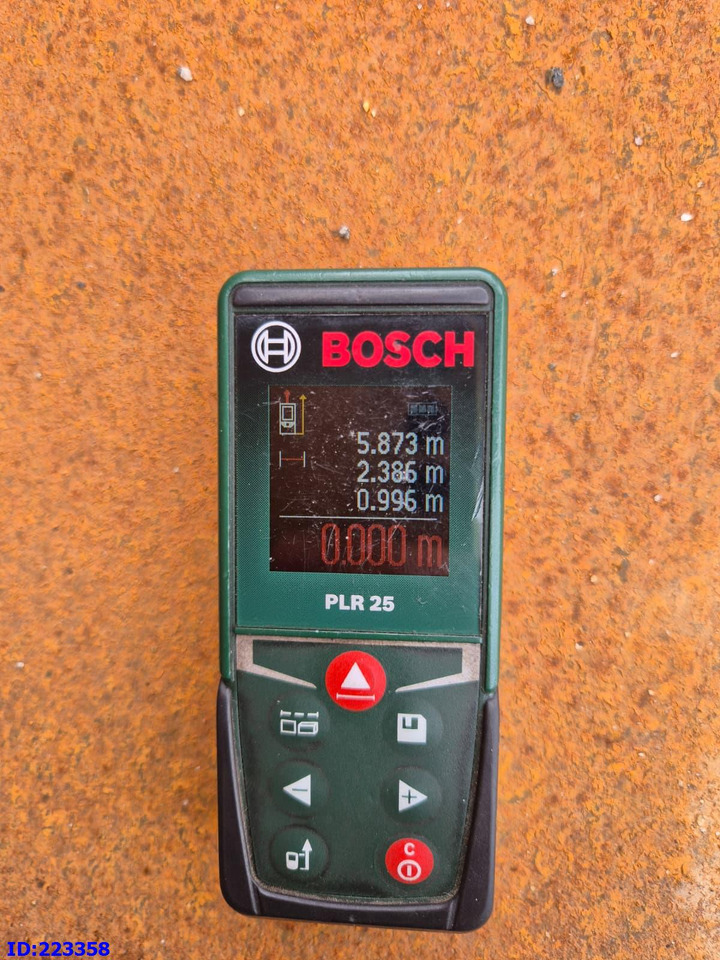 BOSCH
5.873 m
2.386 m
0.996 m
0.000 m
PLR 25
C
ID:223358